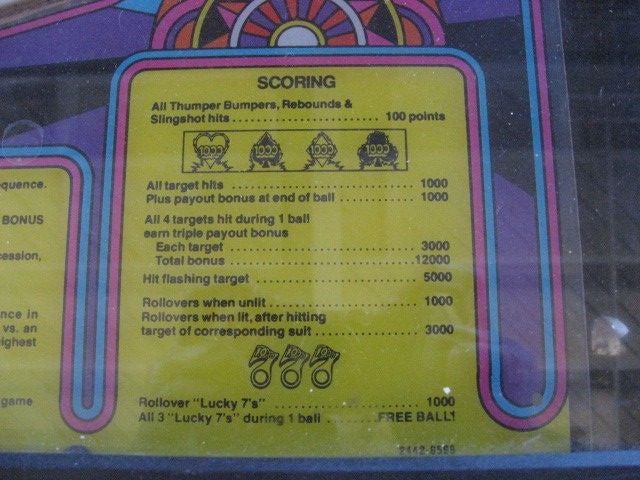 SCORING
All Thumper Bumpers, Rebounds &
Slingshot hits 100 points
1000 1000 1000 1000
All target hits 1000
Plus payout bonus at end of ball 1000
All 4 targets hit during 1 ball
earn triple payout bonus
Each target 3000
Total bonus 12000
Hit flashing target 5000
Rollovers when unlit 1000
Rollovers when lit, after hitting
target of corresponding suit 3000
Rollover "Lucky 7's" 1000
All 3 "Lucky 7's" during 1 ball FREE BALL!
equence.
BONUS
cession,
nce in
vs. an
ighest
game